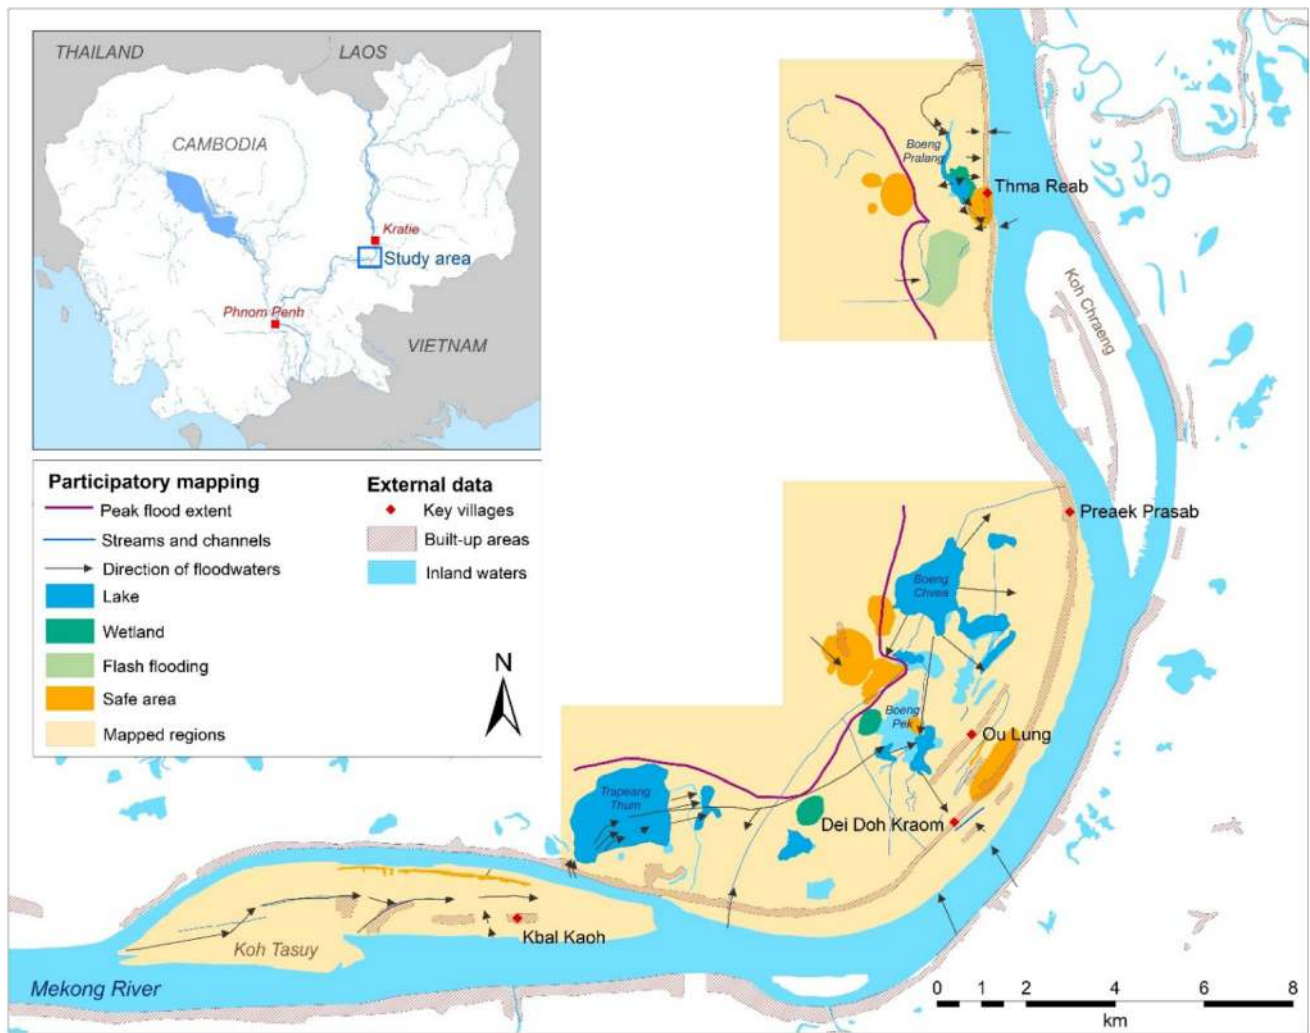 THAILAND
LAOS
CAMBODIA
Kratie
Study area
Phnom Penh
VIETNAM
Participatory mapping
Peak flood extent
Streams and channels
Direction of floodwaters
Lake
Wetland
Flash flooding
Safe area
Mapped regions
External data
Key villages
Built-up areas
Inland waters
N
Boeng
Pralang
Thma Reab
Koh Chraeng
Preaek Prasab
Boeng
Chvea
Boeng
Pek
Ou Lung
Trapeang
Thum
Dei Doh Kraom
Kbal Kaoh
Koh Tasuy
Mekong River
0 1 2 4 6 8
km